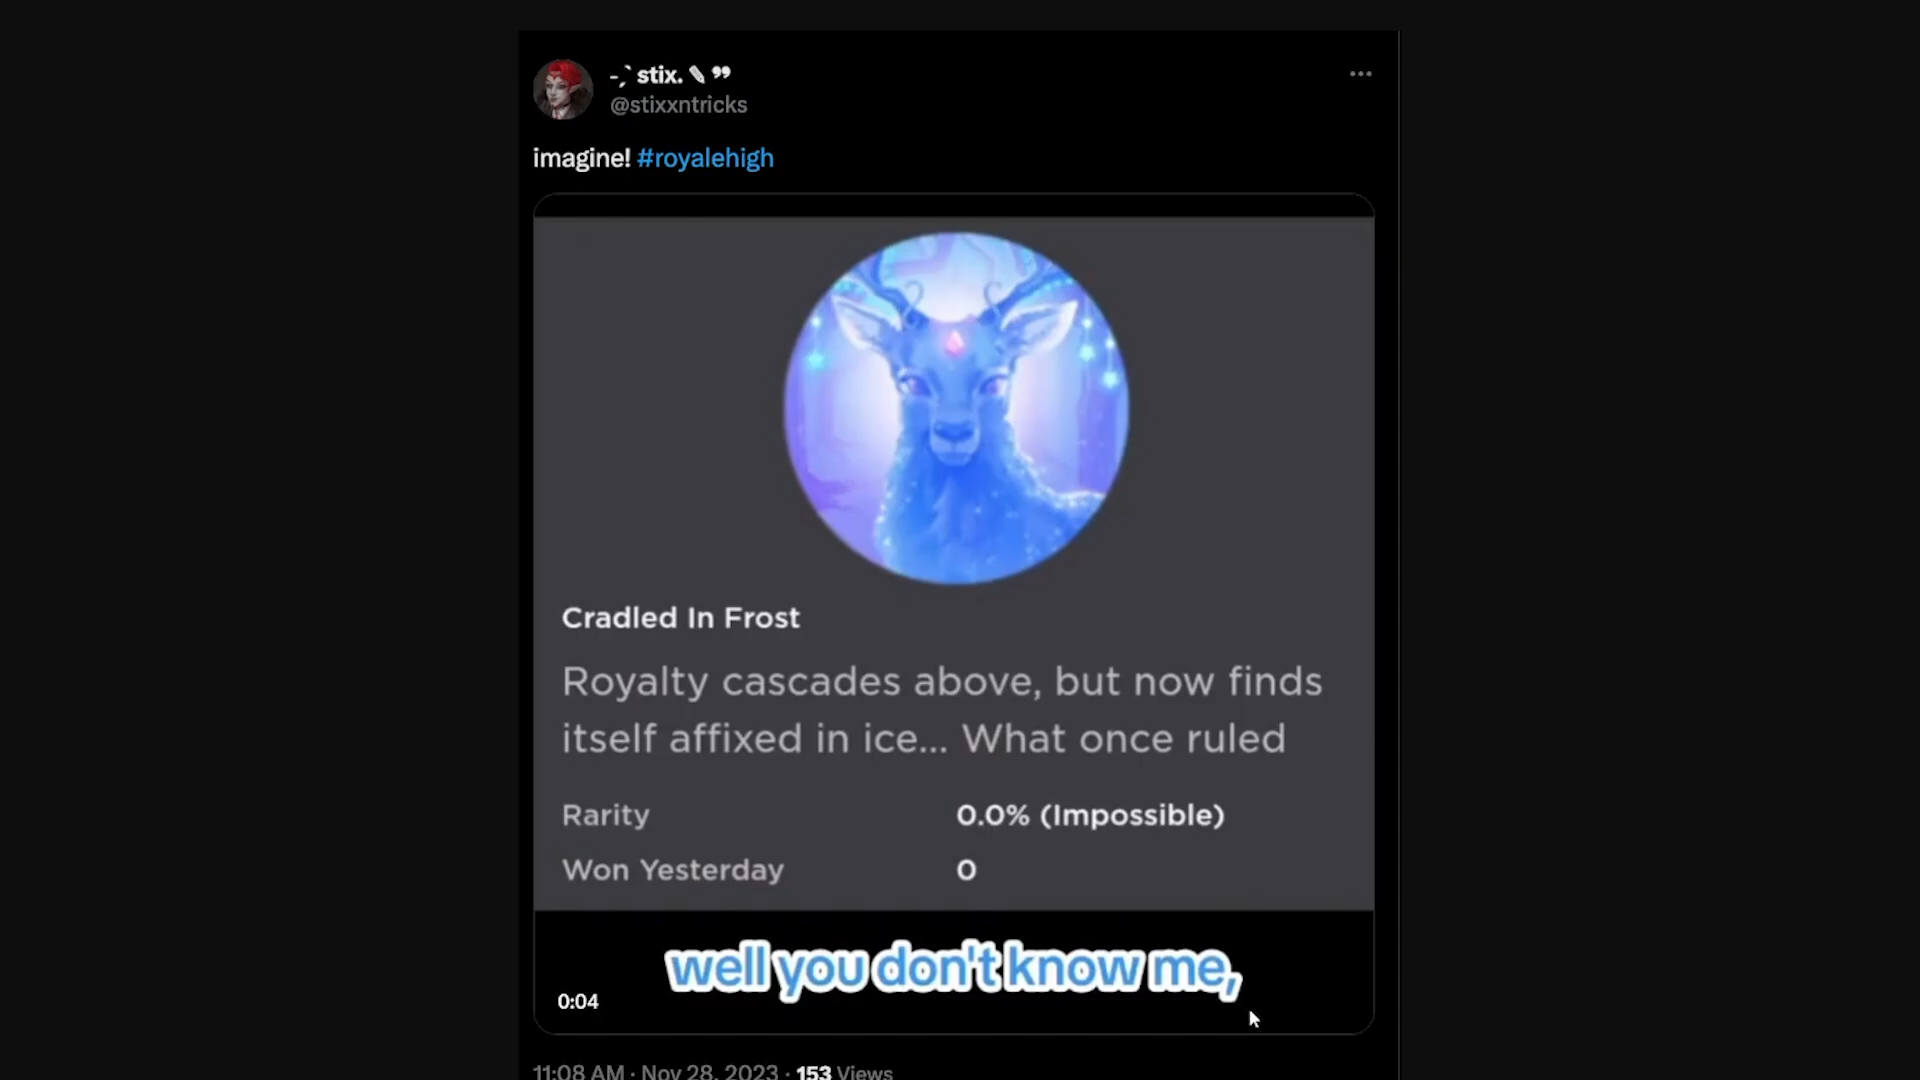 -ˏ` stix. ✎ ❞
@stixxntricks
imagine! #royalehigh
Cradled In Frost
Royalty cascades above, but now finds
itself affixed in ice... What once ruled
Rarity 0.0% (Impossible)
Won Yesterday 0
well you don't know me,
0:04
11:08 AM · Nov 28, 2023 · 153 Views